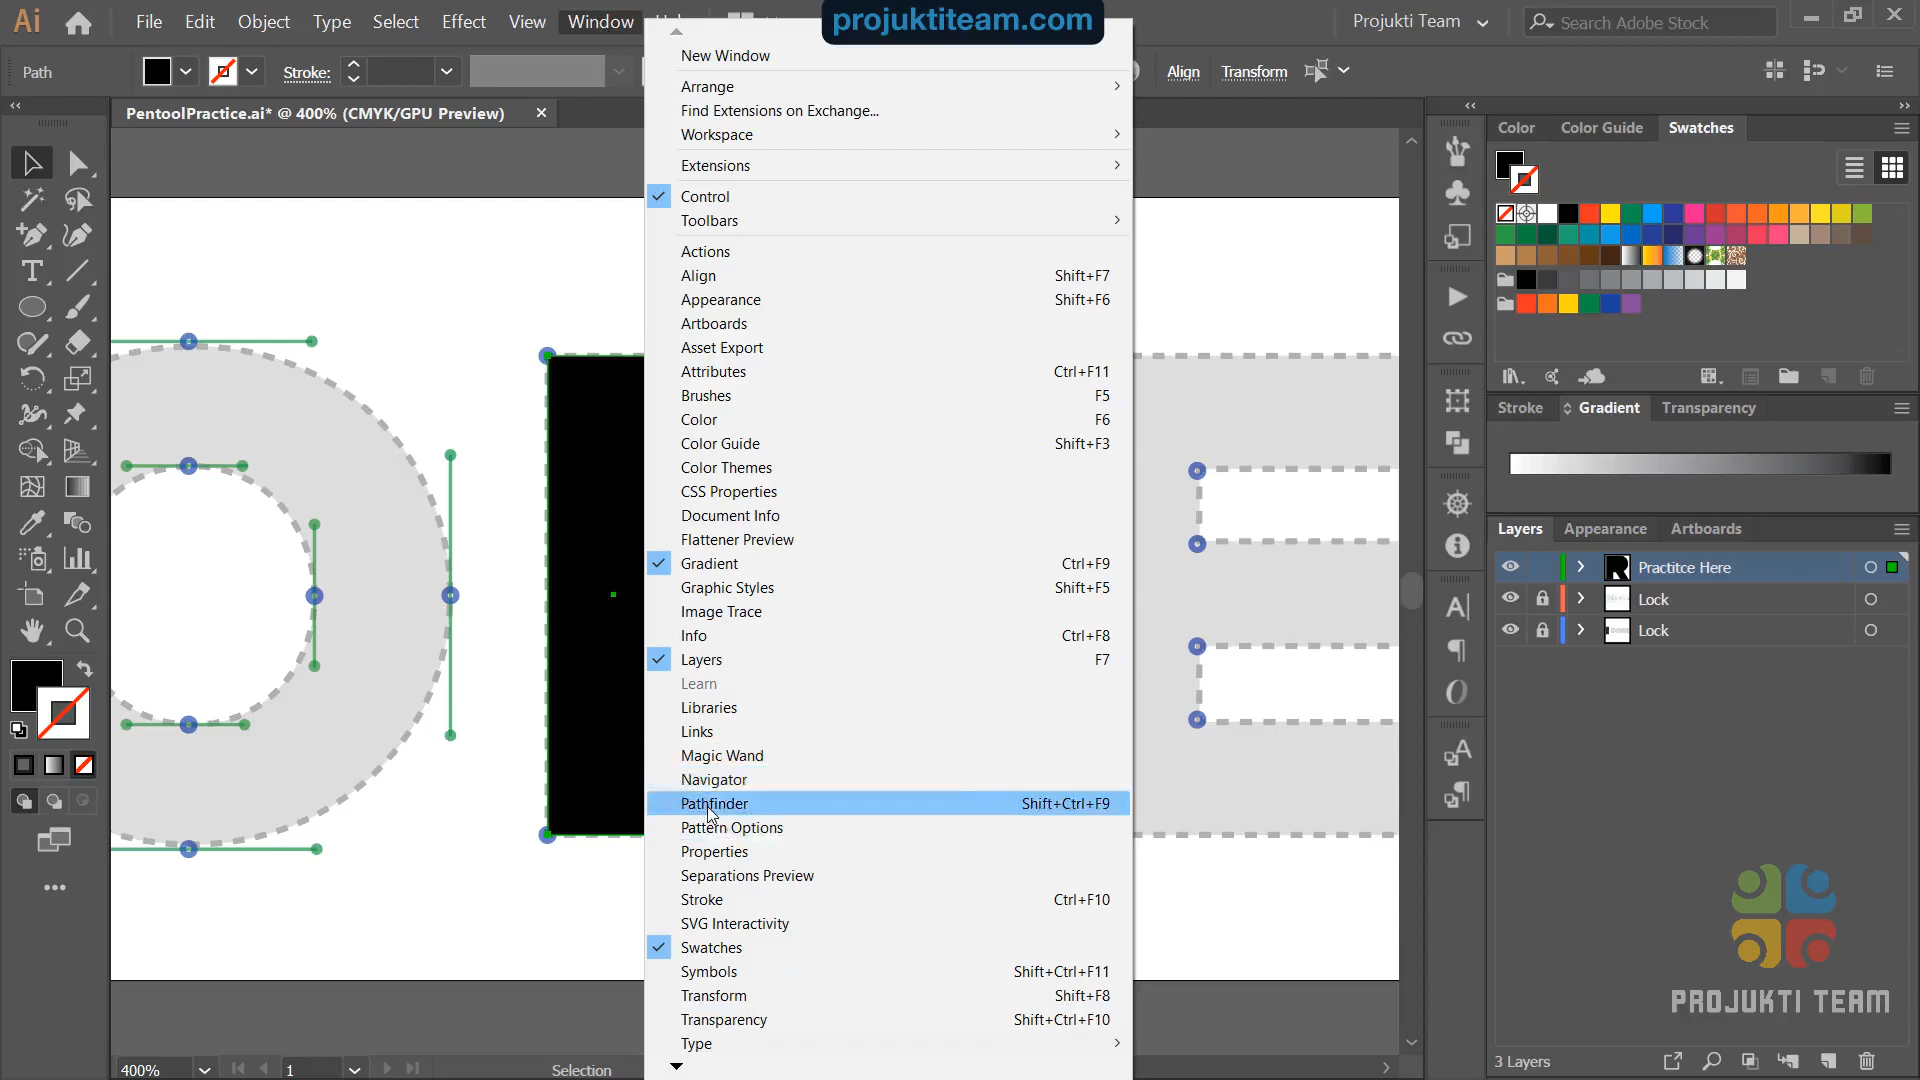 Ai File Edit Object Type Select Effect View Window
projuktiteam.com
Projukti Team
Search Adobe Stock
Path
Stroke:
Align Transform
PentoolPractice.ai* @ 400% (CMYK/GPU Preview)
New Window
Arrange
Find Extensions on Exchange...
Workspace
Extensions
Control
Toolbars
Actions
Align Shift+F7
Appearance Shift+F6
Artboards
Asset Export
Attributes Ctrl+F11
Brushes F5
Color F6
Color Guide Shift+F3
Color Themes
CSS Properties
Document Info
Flattener Preview
Gradient Ctrl+F9
Graphic Styles Shift+F5
Image Trace
Info Ctrl+F8
Layers F7
Learn
Libraries
Links
Magic Wand
Navigator
Pathfinder Shift+Ctrl+F9
Pattern Options
Properties
Separations Preview
Stroke Ctrl+F10
SVG Interactivity
Swatches
Symbols Shift+Ctrl+F11
Transform Shift+F8
Transparency Shift+Ctrl+F10
Type
Color Color Guide Swatches
Stroke Gradient Transparency
Layers Appearance Artboards
Practitce Here
Lock
Lock
PROJUKTI TEAM
3 Layers
400% 1 Selection